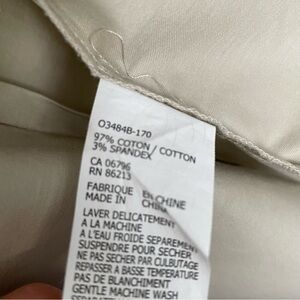 O3484B-170
97% COTON / COTTON
3% SPANDEX
CA 06796
RN 86213
FABRIQUE EN CHINE
MADE IN CHINA
LAVER DELICATEMENT
A LA MACHINE
A L'EAU FROIDE SEPAREMENT
SUSPENDRE POUR SECHER
NE PAS SECHER PAR CULBUTAGE
REPASSER A BASSE TEMPERATURE
PAS DE BLANCHIMENT
GENTLE MACHINE WASH